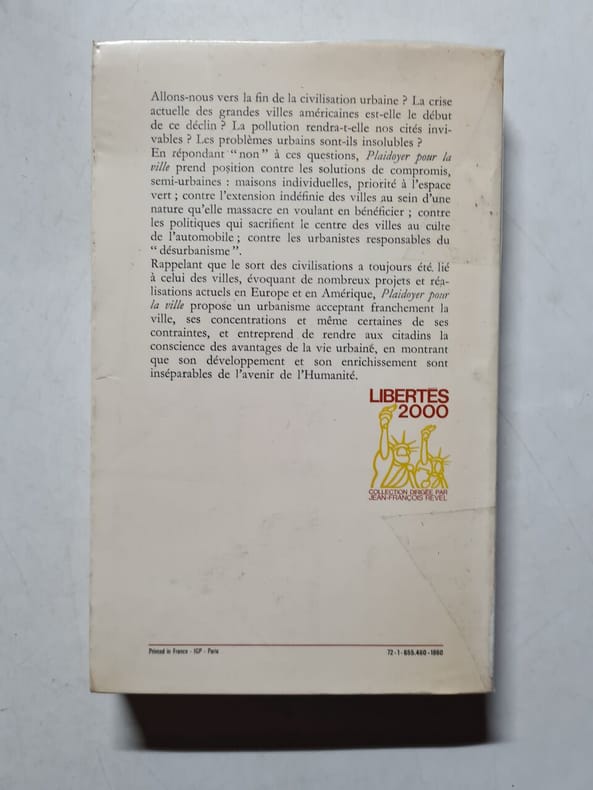 Allons-nous vers la fin de la civilisation urbaine ? La crise
actuelle des grandes villes américaines est-elle le début
de ce déclin ? La pollution rendra-t-elle nos cités invi-
vables ? Les problèmes urbains sont-ils insolubles ?
En répondant “non” à ces questions, Plaidoyer pour la
ville prend position contre les solutions de compromis,
semi-urbaines : maisons individuelles, priorité à l'espace
vert ; contre l'extension indéfinie des villes au sein d'une
nature qu'elle massacre en voulant en bénéficier ; contre
les politiques qui sacrifient le centre des villes au culte
de l'automobile ; contre les urbanistes responsables du
“ désurbanisme ”.
Rappelant que le sort des civilisations a toujours été lié
à celui des villes, évoquant de nombreux projets et réa-
lisations actuels en Europe et en Amérique, Plaidoyer pour
la ville propose un urbanisme acceptant franchement la
ville, ses concentrations et même certaines de ses
contraintes, et entreprend de rendre aux citadins la
conscience des avantages de la vie urbaine, en montrant
que son développement et son enrichissement sont
inséparables de l'avenir de l'Humanité.
LIBERTÉS
2000
COLLECTION DIRIGÉE PAR
JEAN-FRANÇOIS REVEL
Printed in France - IGP - Paris
72-1-655.460-1860